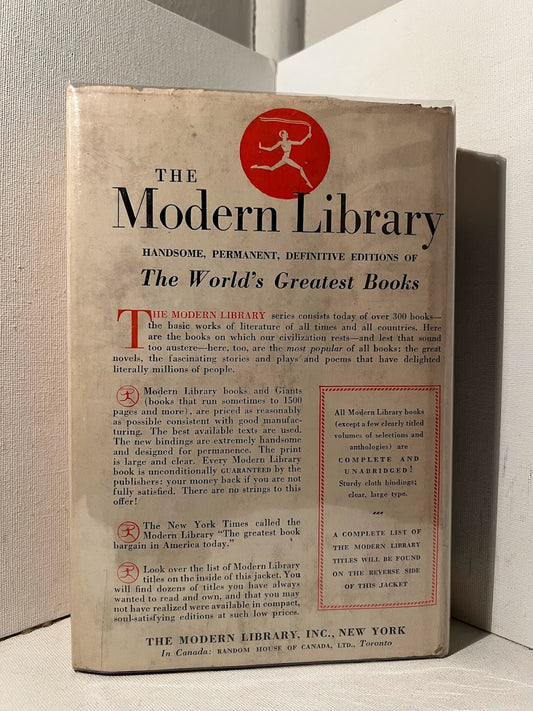 THE
Modern Library
HANDSOME, PERMANENT, DEFINITIVE EDITIONS OF
The World's Greatest Books
THE MODERN LIBRARY series consists today of over 300 books—
the basic works of literature of all times and all countries. Here
are the books on which our civilization rests—and lest that sound
too austere—here, too, are the most popular of all books: the great
novels, the fascinating stories and plays and poems that have delighted
literally millions of people.
Modern Library books and Giants
(books that run sometimes to 1500
pages and more), are priced as reasonably
as possible consistent with good manufac-
turing. The best available texts are used.
The new bindings are extremely handsome
and designed for permanence. The print
is large and clear. Every Modern Library
book is unconditionally GUARANTEED by the
publishers: your money back if you are not
fully satisfied. There are no strings to this
offer!
The New York Times called the
Modern Library "The greatest book
bargain in America today."
Look over the list of Modern Library
titles on the inside of this jacket. You
will find dozens of titles you have always
wanted to read and own, and that you may
not have realized were available in compact,
soul-satisfying editions at such low prices.
All Modern Library books
(except a few clearly titled
volumes of selections and
anthologies) are
COMPLETE AND
UNABRIDGED!
Sturdy cloth bindings;
clear, large type.
A COMPLETE LIST OF
THE MODERN LIBRARY
TITLES WILL BE FOUND
ON THE REVERSE SIDE
OF THIS JACKET
THE MODERN LIBRARY, INC., NEW YORK
In Canada: RANDOM HOUSE OF CANADA, LTD., Toronto